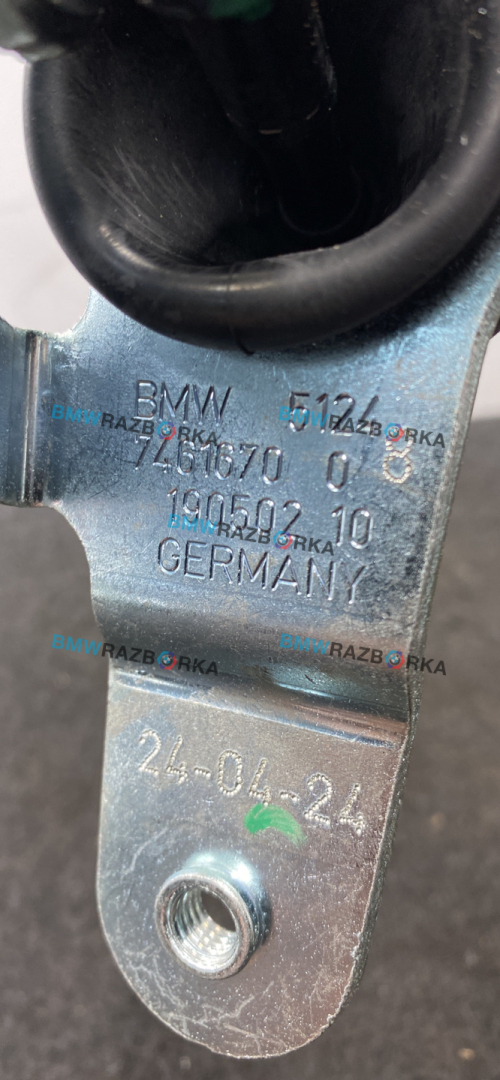 BMW 5124
BMWRAZBORKA BMWRAZBORKA
7461670 0 8
190502 10
BMWRAZBORKA
GERMANY
BMWRAZBORKA BMWRAZBORKA
24-04-24